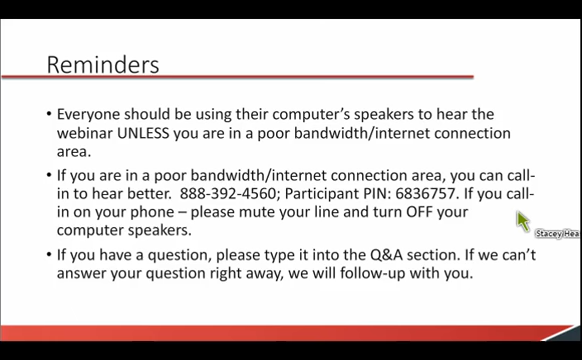 Reminders
• Everyone should be using their computer's speakers to hear the
webinar UNLESS you are in a poor bandwidth/internet connection
area.
• If you are in a poor bandwidth/internet connection area, you can call-
in to hear better.  888-392-4560; Participant PIN: 6836757. If you call-
in on your phone – please mute your line and turn OFF your
computer speakers.
Stacey Hea
• If you have a question, please type it into the Q&A section. If we can't
answer your question right away, we will follow-up with you.